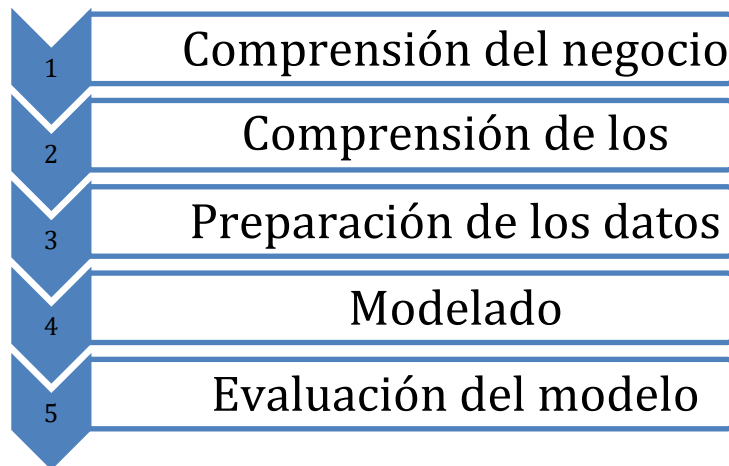 1 Comprensión del negocio
2 Comprensión de los
3 Preparación de los datos
4 Modelado
5 Evaluación del modelo